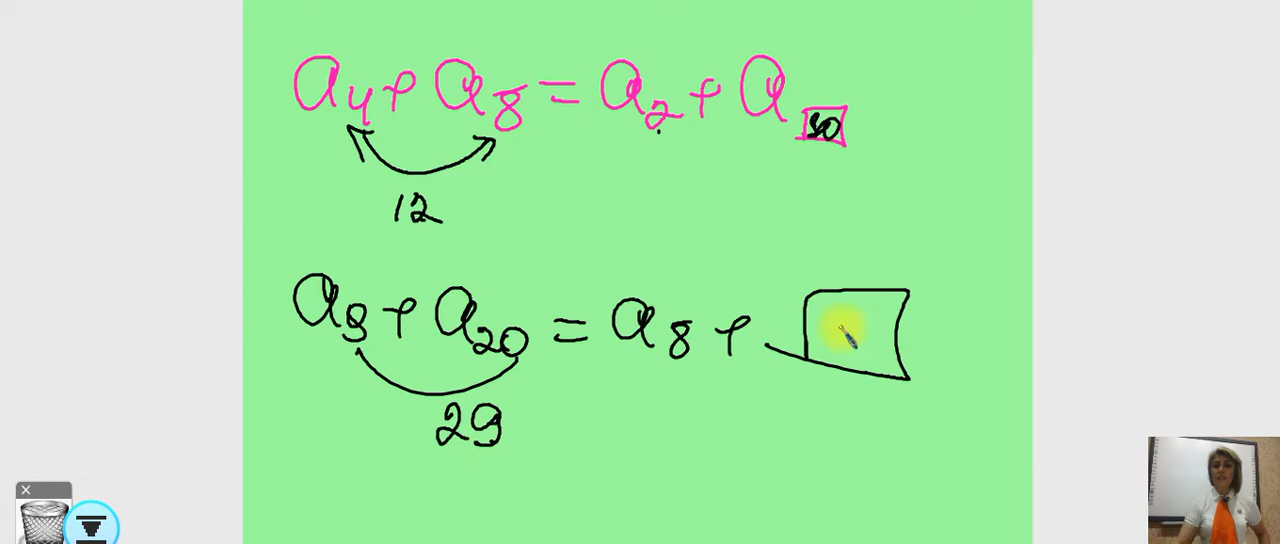 a₄ + a₈ = a₂ + a₁₀
12
a₉ + a₂₀ = a₈ +
29